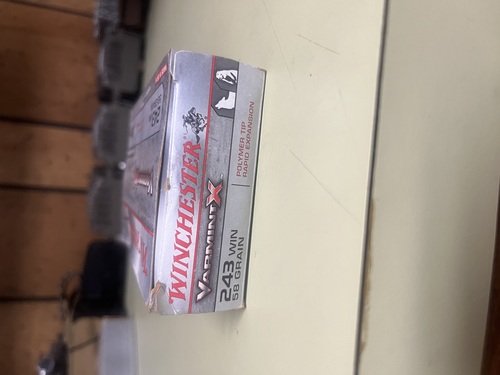 WINCHESTER
VARMINT X
243 WIN
58 GRAIN
POLYMER TIP
RAPID EXPANSION